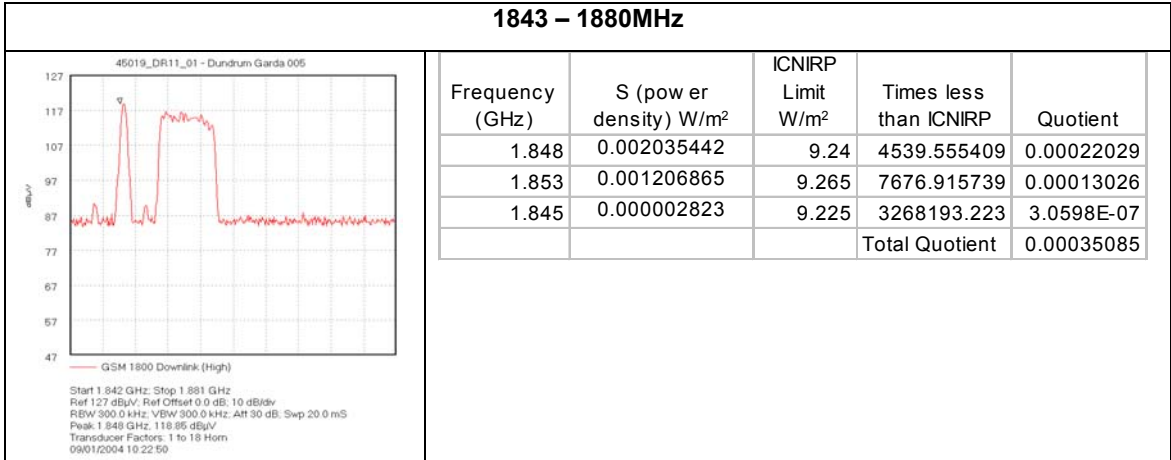 1843 – 1880MHz
45019_DR11_01 - Dundrum Garda 005
127
117
107
97
87
77
67
57
47
dBµV
GSM 1800 Downlink (High)
Start 1.842 GHz; Stop 1.881 GHz
Ref 127 dBµV; Ref Offset 0.0 dB; 10 dB/div
RBW 300.0 kHz; VBW 300.0 kHz; Att 30 dB; Swp 20.0 mS
Peak 1.848 GHz, 118.85 dBµV
Transducer Factors: 1 to 18 Horn
09/01/2004 10:22:50
Frequency (GHz) S (pow er density) W/m² ICNIRP Limit W/m² Times less than ICNIRP Quotient
1.848 0.002035442 9.24 4539.555409 0.00022029
1.853 0.001206865 9.265 7676.915739 0.00013026
1.845 0.000002823 9.225 3268193.223 3.0598E-07
Total Quotient 0.00035085